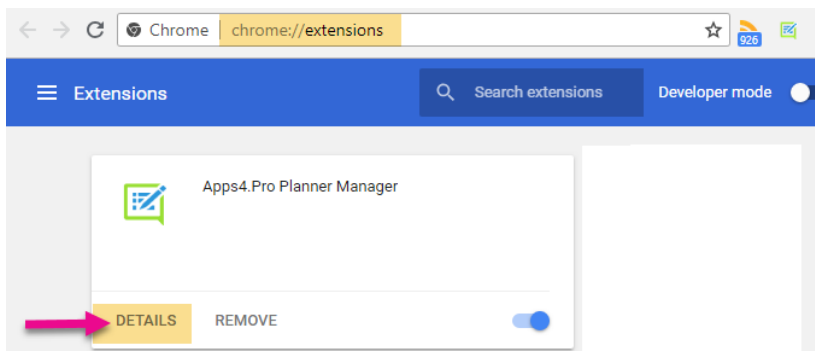 Chrome chrome://extensions
926
Extensions Search extensions Developer mode
Apps4.Pro Planner Manager
DETAILS REMOVE